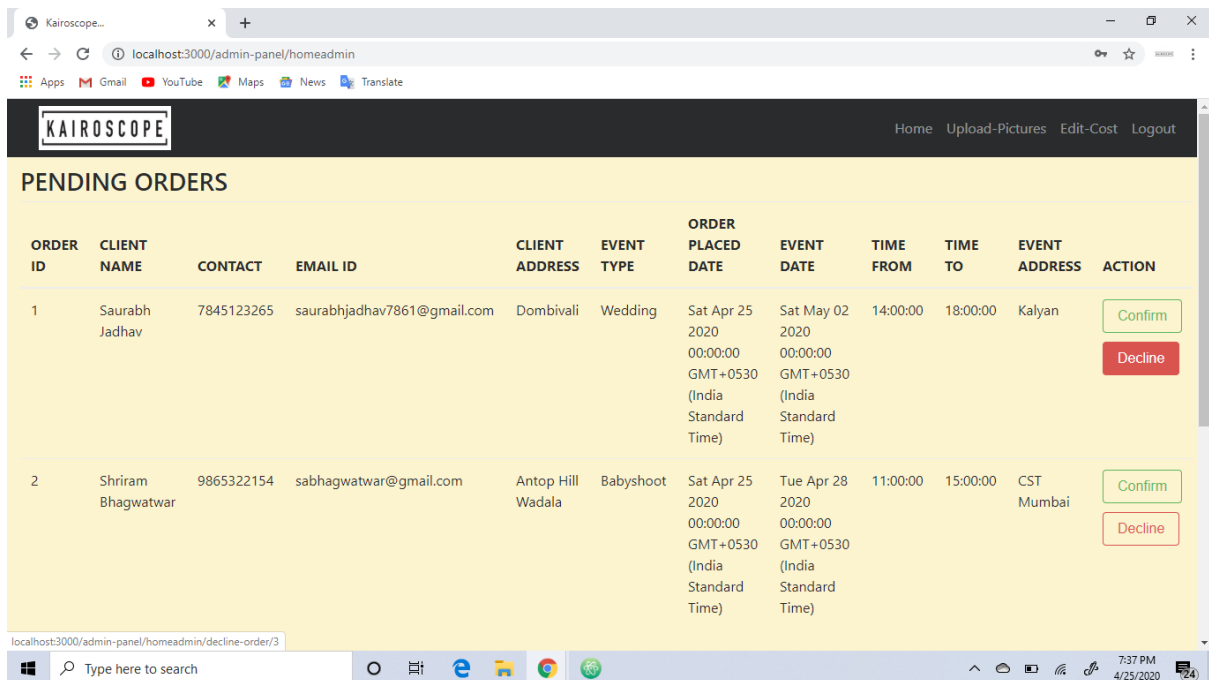 Kairoscope...
localhost:3000/admin-panel/homeadmin
Apps Gmail YouTube Maps News Translate
KAIROSCOPE
Home Upload-Pictures Edit-Cost Logout
PENDING ORDERS
ORDER ID CLIENT NAME CONTACT EMAIL ID CLIENT ADDRESS EVENT TYPE ORDER PLACED DATE EVENT DATE TIME FROM TIME TO EVENT ADDRESS ACTION
1 Saurabh Jadhav 7845123265 saurabhjadhav7861@gmail.com Dombivali Wedding Sat Apr 25 2020 00:00:00 GMT+0530 (India Standard Time) Sat May 02 2020 00:00:00 GMT+0530 (India Standard Time) 14:00:00 18:00:00 Kalyan Confirm
Decline
2 Shriram Bhagwatwar 9865322154 sabhagwatwar@gmail.com Antop Hill Wadala Babyshoot Sat Apr 25 2020 00:00:00 GMT+0530 (India Standard Time) Tue Apr 28 2020 00:00:00 GMT+0530 (India Standard Time) 11:00:00 15:00:00 CST Mumbai Confirm
Decline
localhost:3000/admin-panel/homeadmin/decline-order/3
Type here to search
7:37 PM
4/25/2020
24